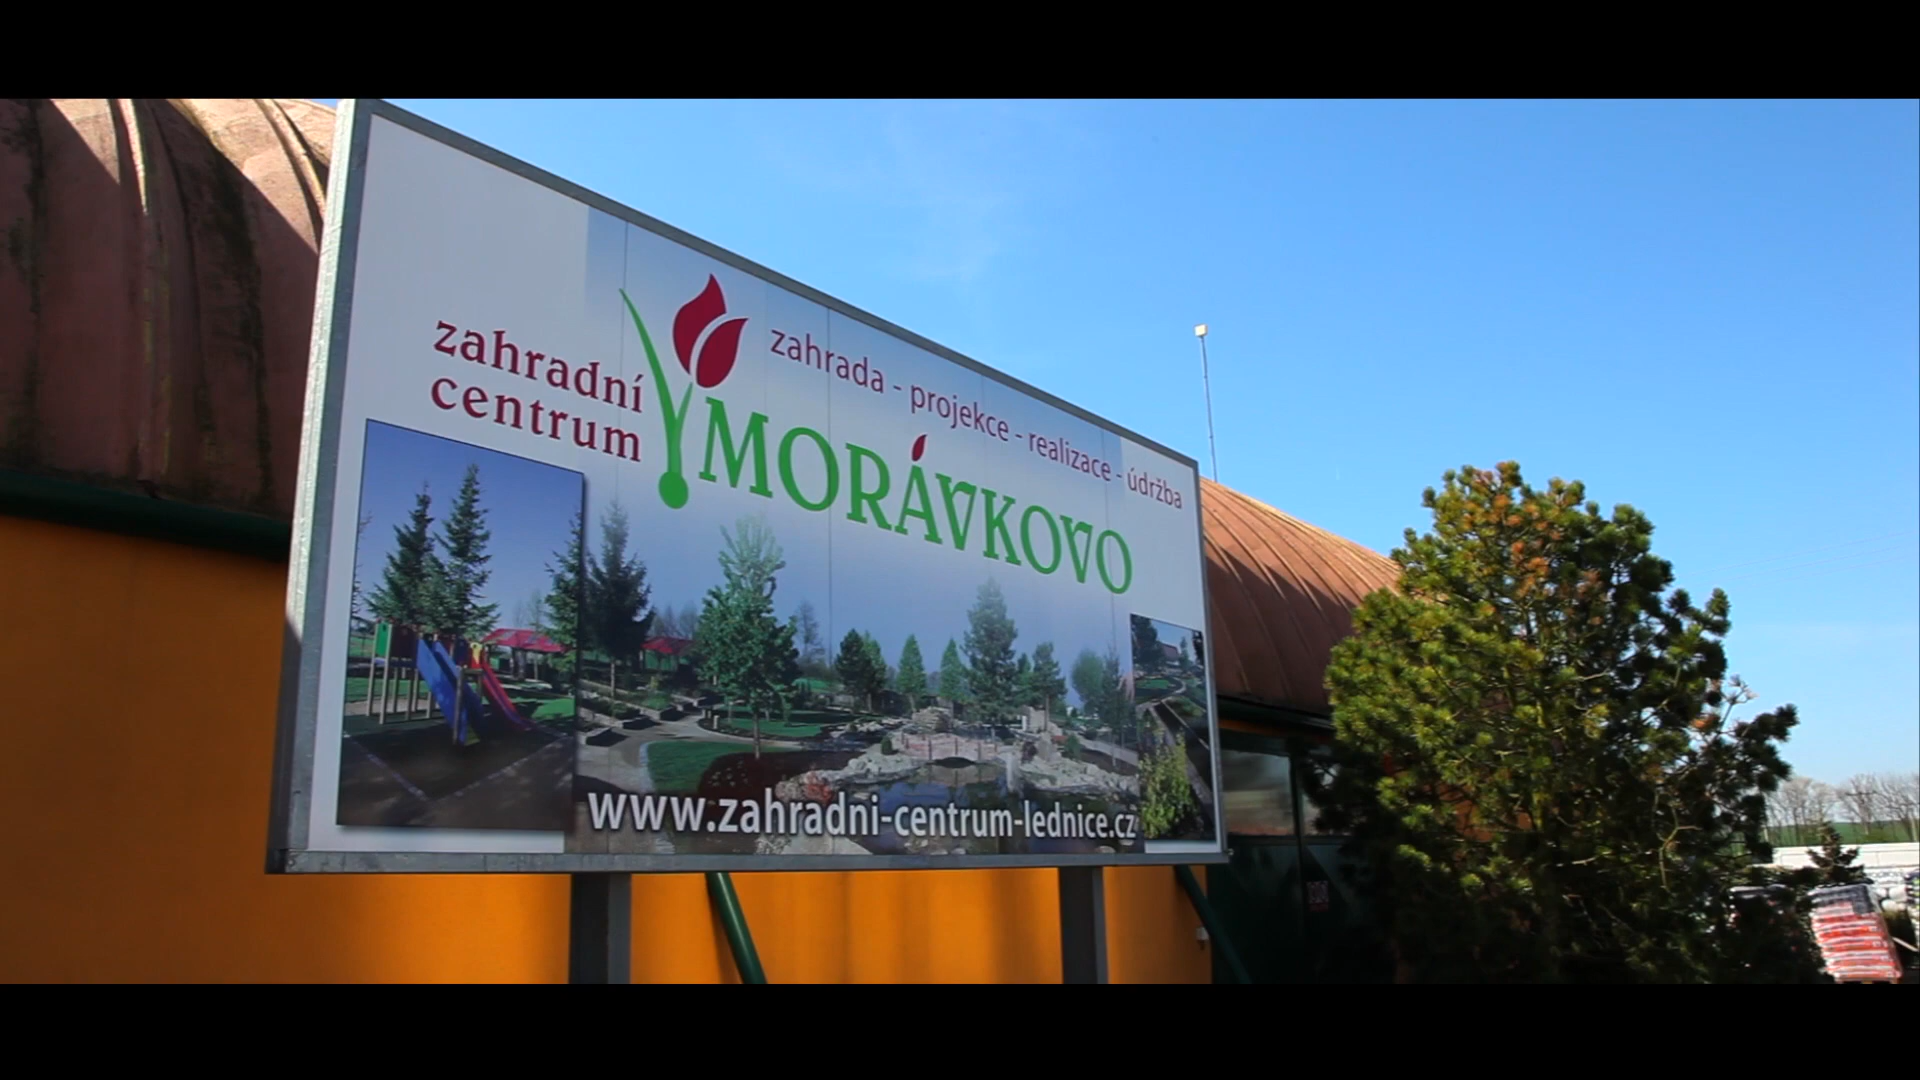 zahradní
centrum
zahrada - projekce - realizace - údržba
MORÁVKOVO
www.zahradni-centrum-lednice.cz